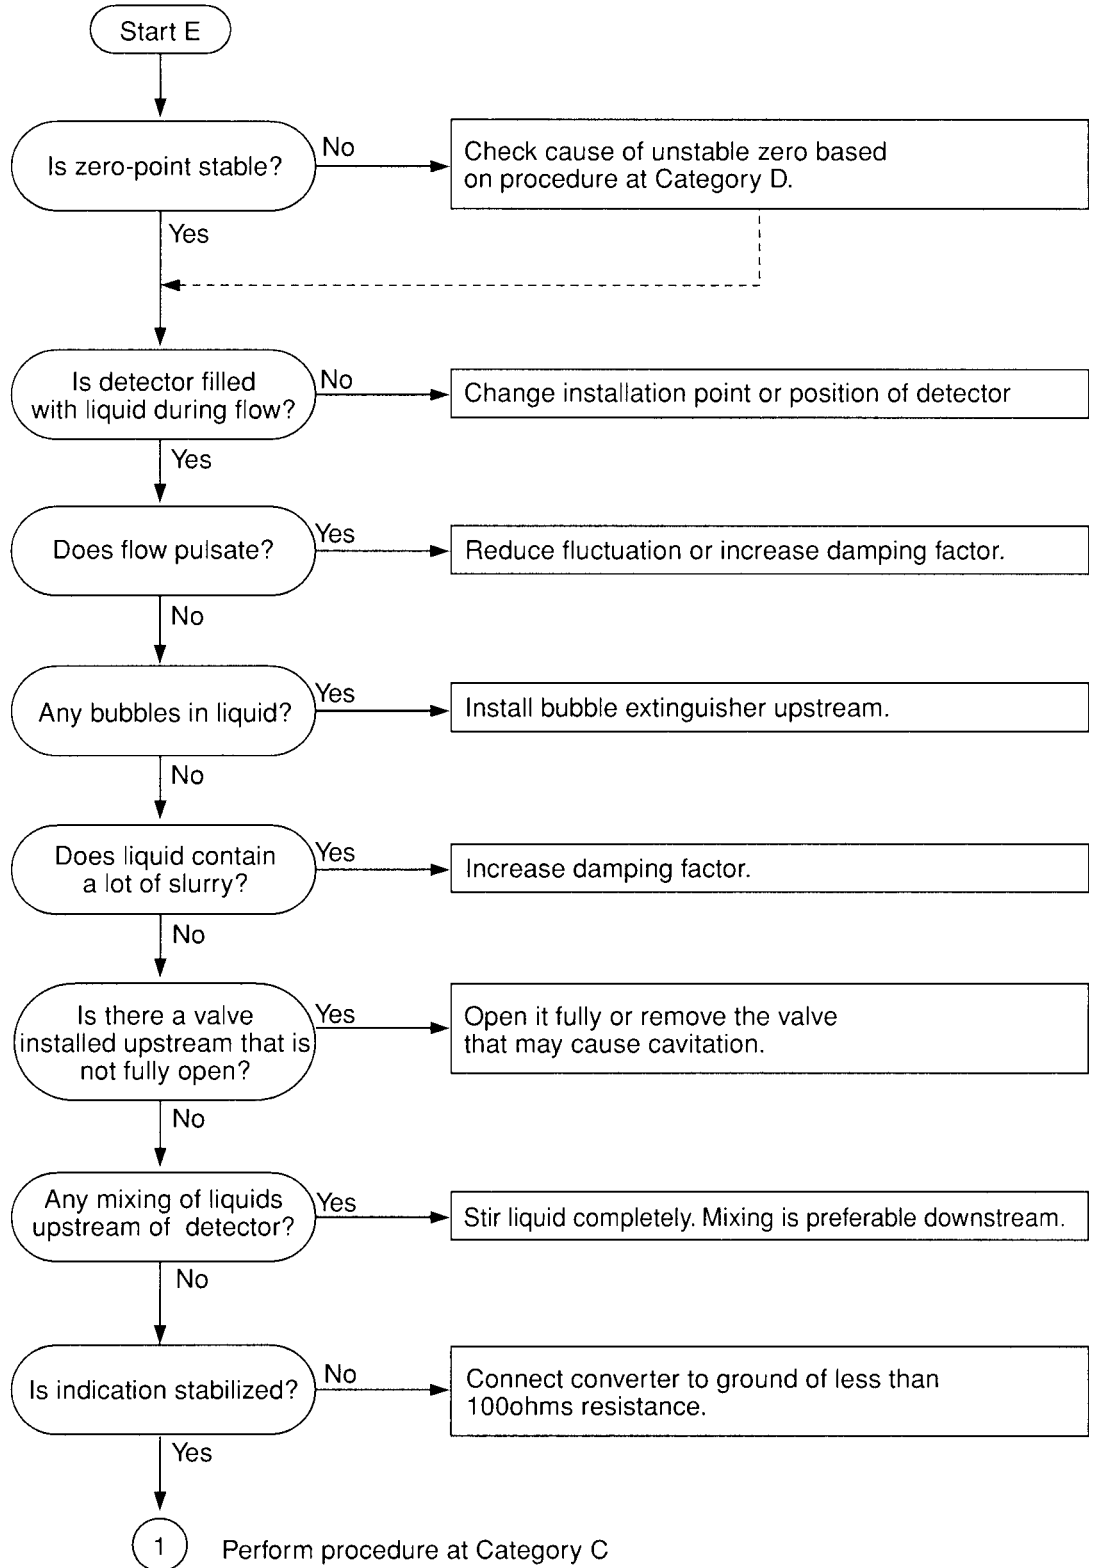 Start E
Is zero-point stable?
No
Check cause of unstable zero based
on procedure at Category D.
Yes
Is detector filled
with liquid during flow?
No
Change installation point or position of detector
Yes
Does flow pulsate?
Yes
Reduce fluctuation or increase damping factor.
No
Any bubbles in liquid?
Yes
Install bubble extinguisher upstream.
No
Does liquid contain
a lot of slurry?
Yes
Increase damping factor.
No
Is there a valve
installed upstream that is
not fully open?
Yes
Open it fully or remove the valve
that may cause cavitation.
No
Any mixing of liquids
upstream of detector?
Yes
Stir liquid completely. Mixing is preferable downstream.
No
Is indication stabilized?
No
Connect converter to ground of less than
100ohms resistance.
Yes
1
Perform procedure at Category C